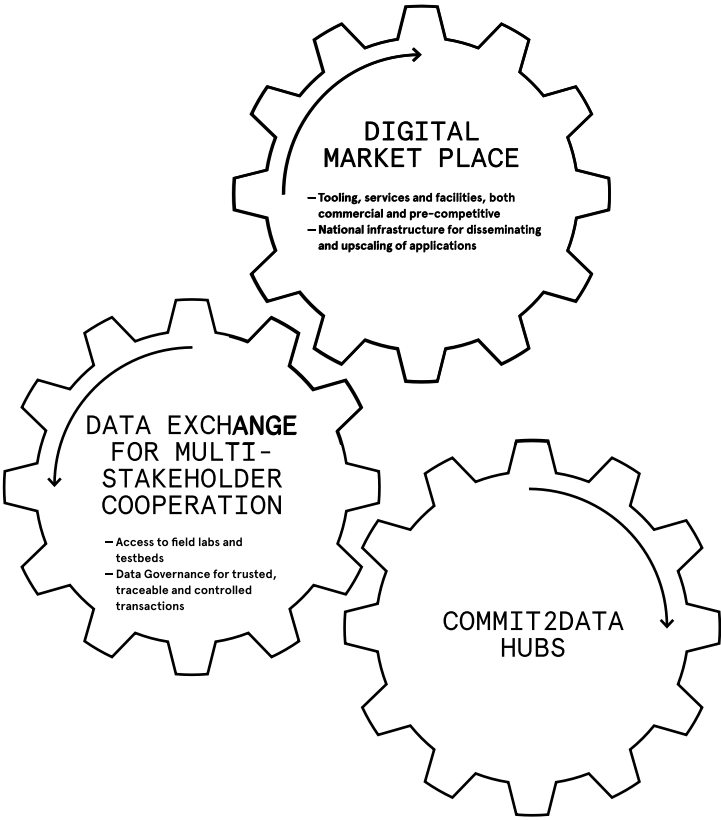 DIGITAL
MARKET PLACE
— Tooling, services and facilities, both
commercial and pre-competitive
— National infrastructure for disseminating
and upscaling of applications
DATA EXCHANGE
FOR MULTI-
STAKEHOLDER
COOPERATION
— Access to field labs and
testbeds
— Data Governance for trusted,
traceable and controlled
transactions
COMMIT2DATA
HUBS